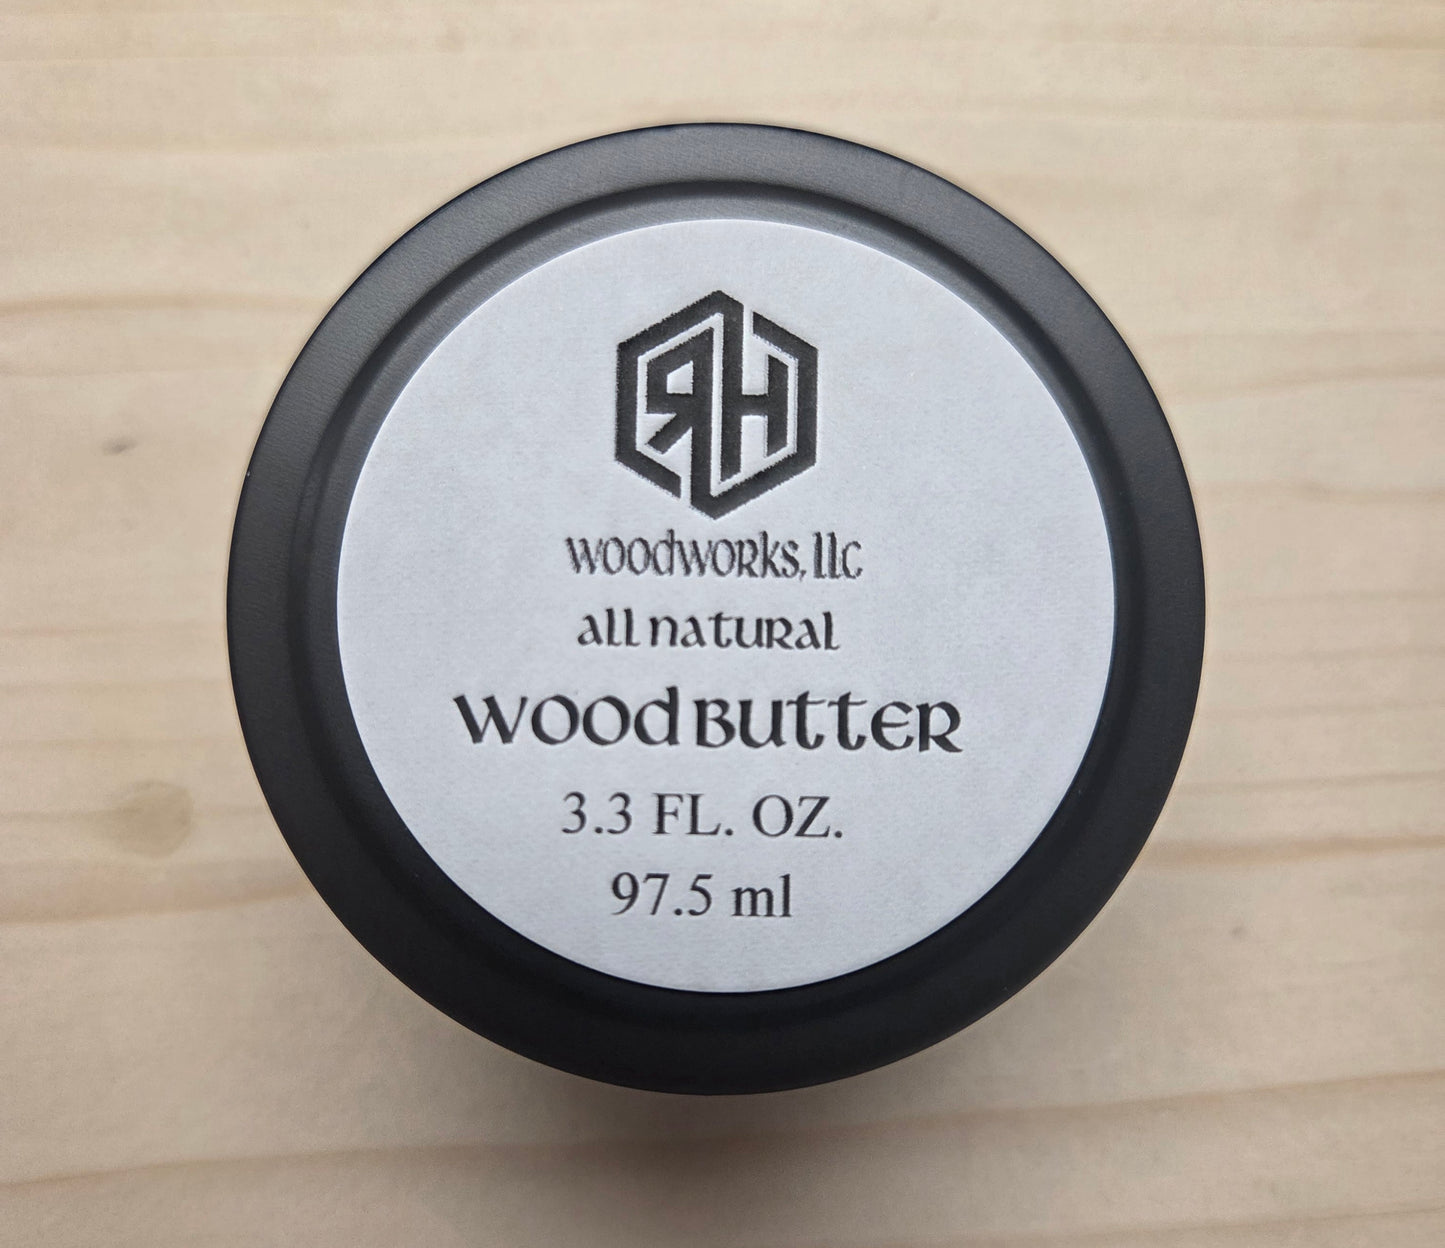 RH
WOODWORKS, LLC
ALL NATURAL
WOOD BUTTER
3.3 FL. OZ.
97.5 ml